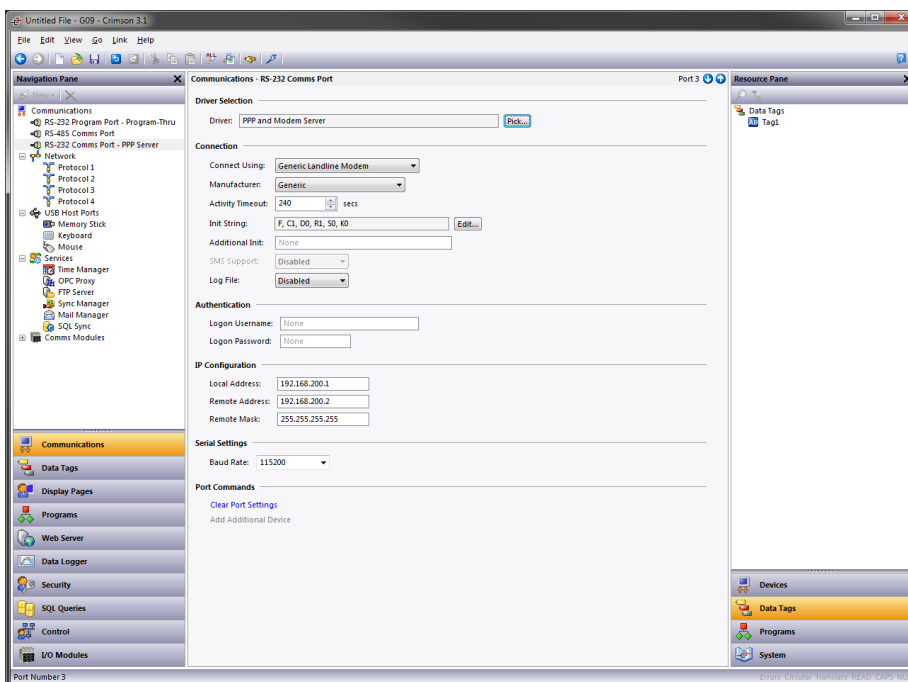 Untitled File - G09 - Crimson 3.1
File Edit View Go Link Help
Navigation Pane
New
Communications
RS-232 Program Port - Program-Thru
RS-485 Comms Port
RS-232 Comms Port - PPP Server
Network
Protocol 1
Protocol 2
Protocol 3
Protocol 4
USB Host Ports
Memory Stick
Keyboard
Mouse
Services
Time Manager
OPC Proxy
FTP Server
Sync Manager
Mail Manager
SQL Sync
Comms Modules
Communications
Data Tags
Display Pages
Programs
Web Server
Data Logger
Security
SQL Queries
Control
I/O Modules
Communications - RS-232 Comms Port Port 3
Driver Selection
Driver: PPP and Modem Server Pick...
Connection
Connect Using: Generic Landline Modem
Manufacturer: Generic
Activity Timeout: 240 secs
Init String: F, C1, D0, R1, S0, K0 Edit...
Additional Init: None
SMS Support: Disabled
Log File: Disabled
Authentication
Logon Username: None
Logon Password: None
IP Configuration
Local Address: 192.168.200.1
Remote Address: 192.168.200.2
Remote Mask: 255.255.255.255
Serial Settings
Baud Rate: 115200
Port Commands
Clear Port Settings
Add Additional Device
Resource Pane
Data Tags
Tag1
Devices
Data Tags
Programs
System
Port Number 3 Errors Circular Translate READ CAPS